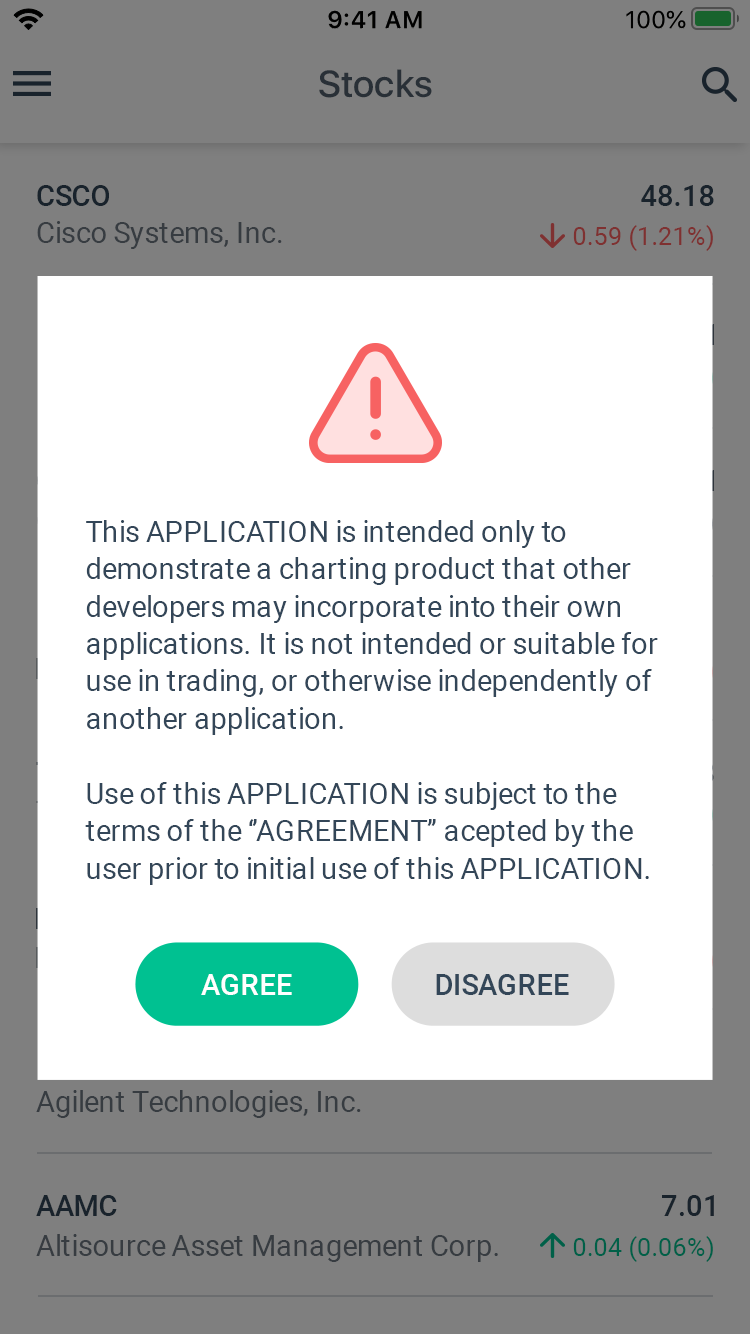 9:41 AM 100%
Stocks
CSCO 48.18
Cisco Systems, Inc. 0.59 (1.21%)
This APPLICATION is intended only to
demonstrate a charting product that other
developers may incorporate into their own
applications. It is not intended or suitable for
use in trading, or otherwise independently of
another application.
Use of this APPLICATION is subject to the
terms of the “AGREEMENT” acepted by the
user prior to initial use of this APPLICATION.
AGREE DISAGREE
Agilent Technologies, Inc.
AAMC 7.01
Altisource Asset Management Corp. 0.04 (0.06%)